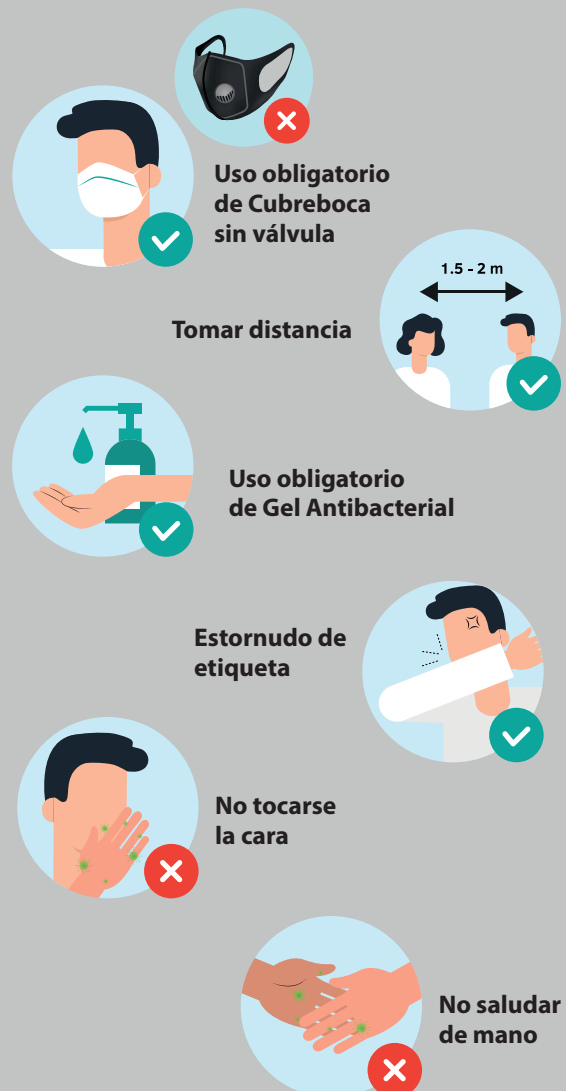 Uso obligatorio
de Cubreboca
sin válvula
1.5 - 2 m
Tomar distancia
Uso obligatorio
de Gel Antibacterial
Estornudo de
etiqueta
No tocarse
la cara
No saludar
de mano